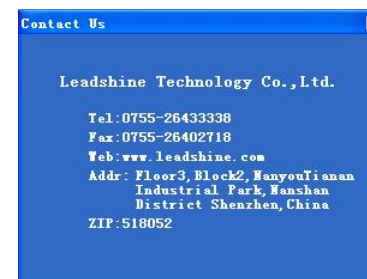 Contact Us
Leadshine Technology Co.,Ltd.
Tel:0755-26433338
Fax:0755-26402718
Web:www.leadshine.com
Addr: Floor3,Block2,NanyouTianan
Industrial Park,Nanshan
District Shenzhen,China
ZIP:518052